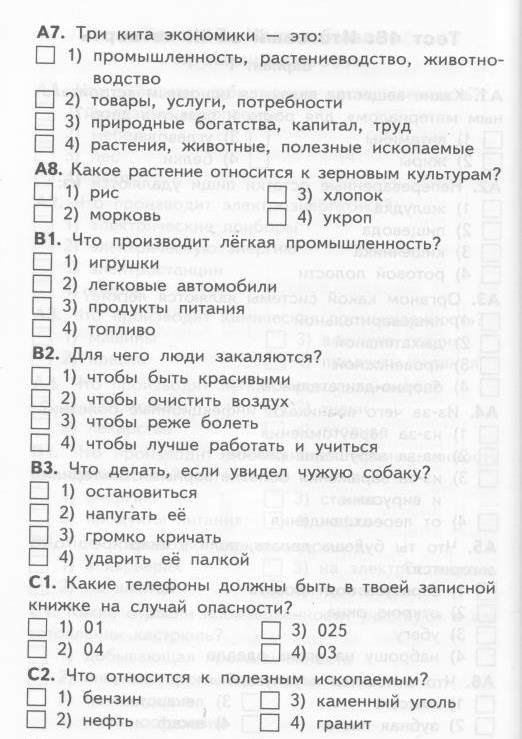 А7. Три кита экономики — это:
1) промышленность, растениеводство, животно-
водство
2) товары, услуги, потребности
3) природные богатства, капитал, труд
4) растения, животные, полезные ископаемые
А8. Какое растение относится к зерновым культурам?
1) рис 3) хлопок
2) морковь 4) укроп
В1. Что производит лёгкая промышленность?
1) игрушки
2) легковые автомобили
3) продукты питания
4) топливо
В2. Для чего люди закаляются?
1) чтобы быть красивыми
2) чтобы очистить воздух
3) чтобы реже болеть
4) чтобы лучше работать и учиться
В3. Что делать, если увидел чужую собаку?
1) остановиться
2) напугать её
3) громко кричать
4) ударить её палкой
С1. Какие телефоны должны быть в твоей записной
книжке на случай опасности?
1) 01 3) 025
2) 04 4) 03
С2. Что относится к полезным ископаемым?
1) бензин 3) каменный уголь
2) нефть 4) гранит